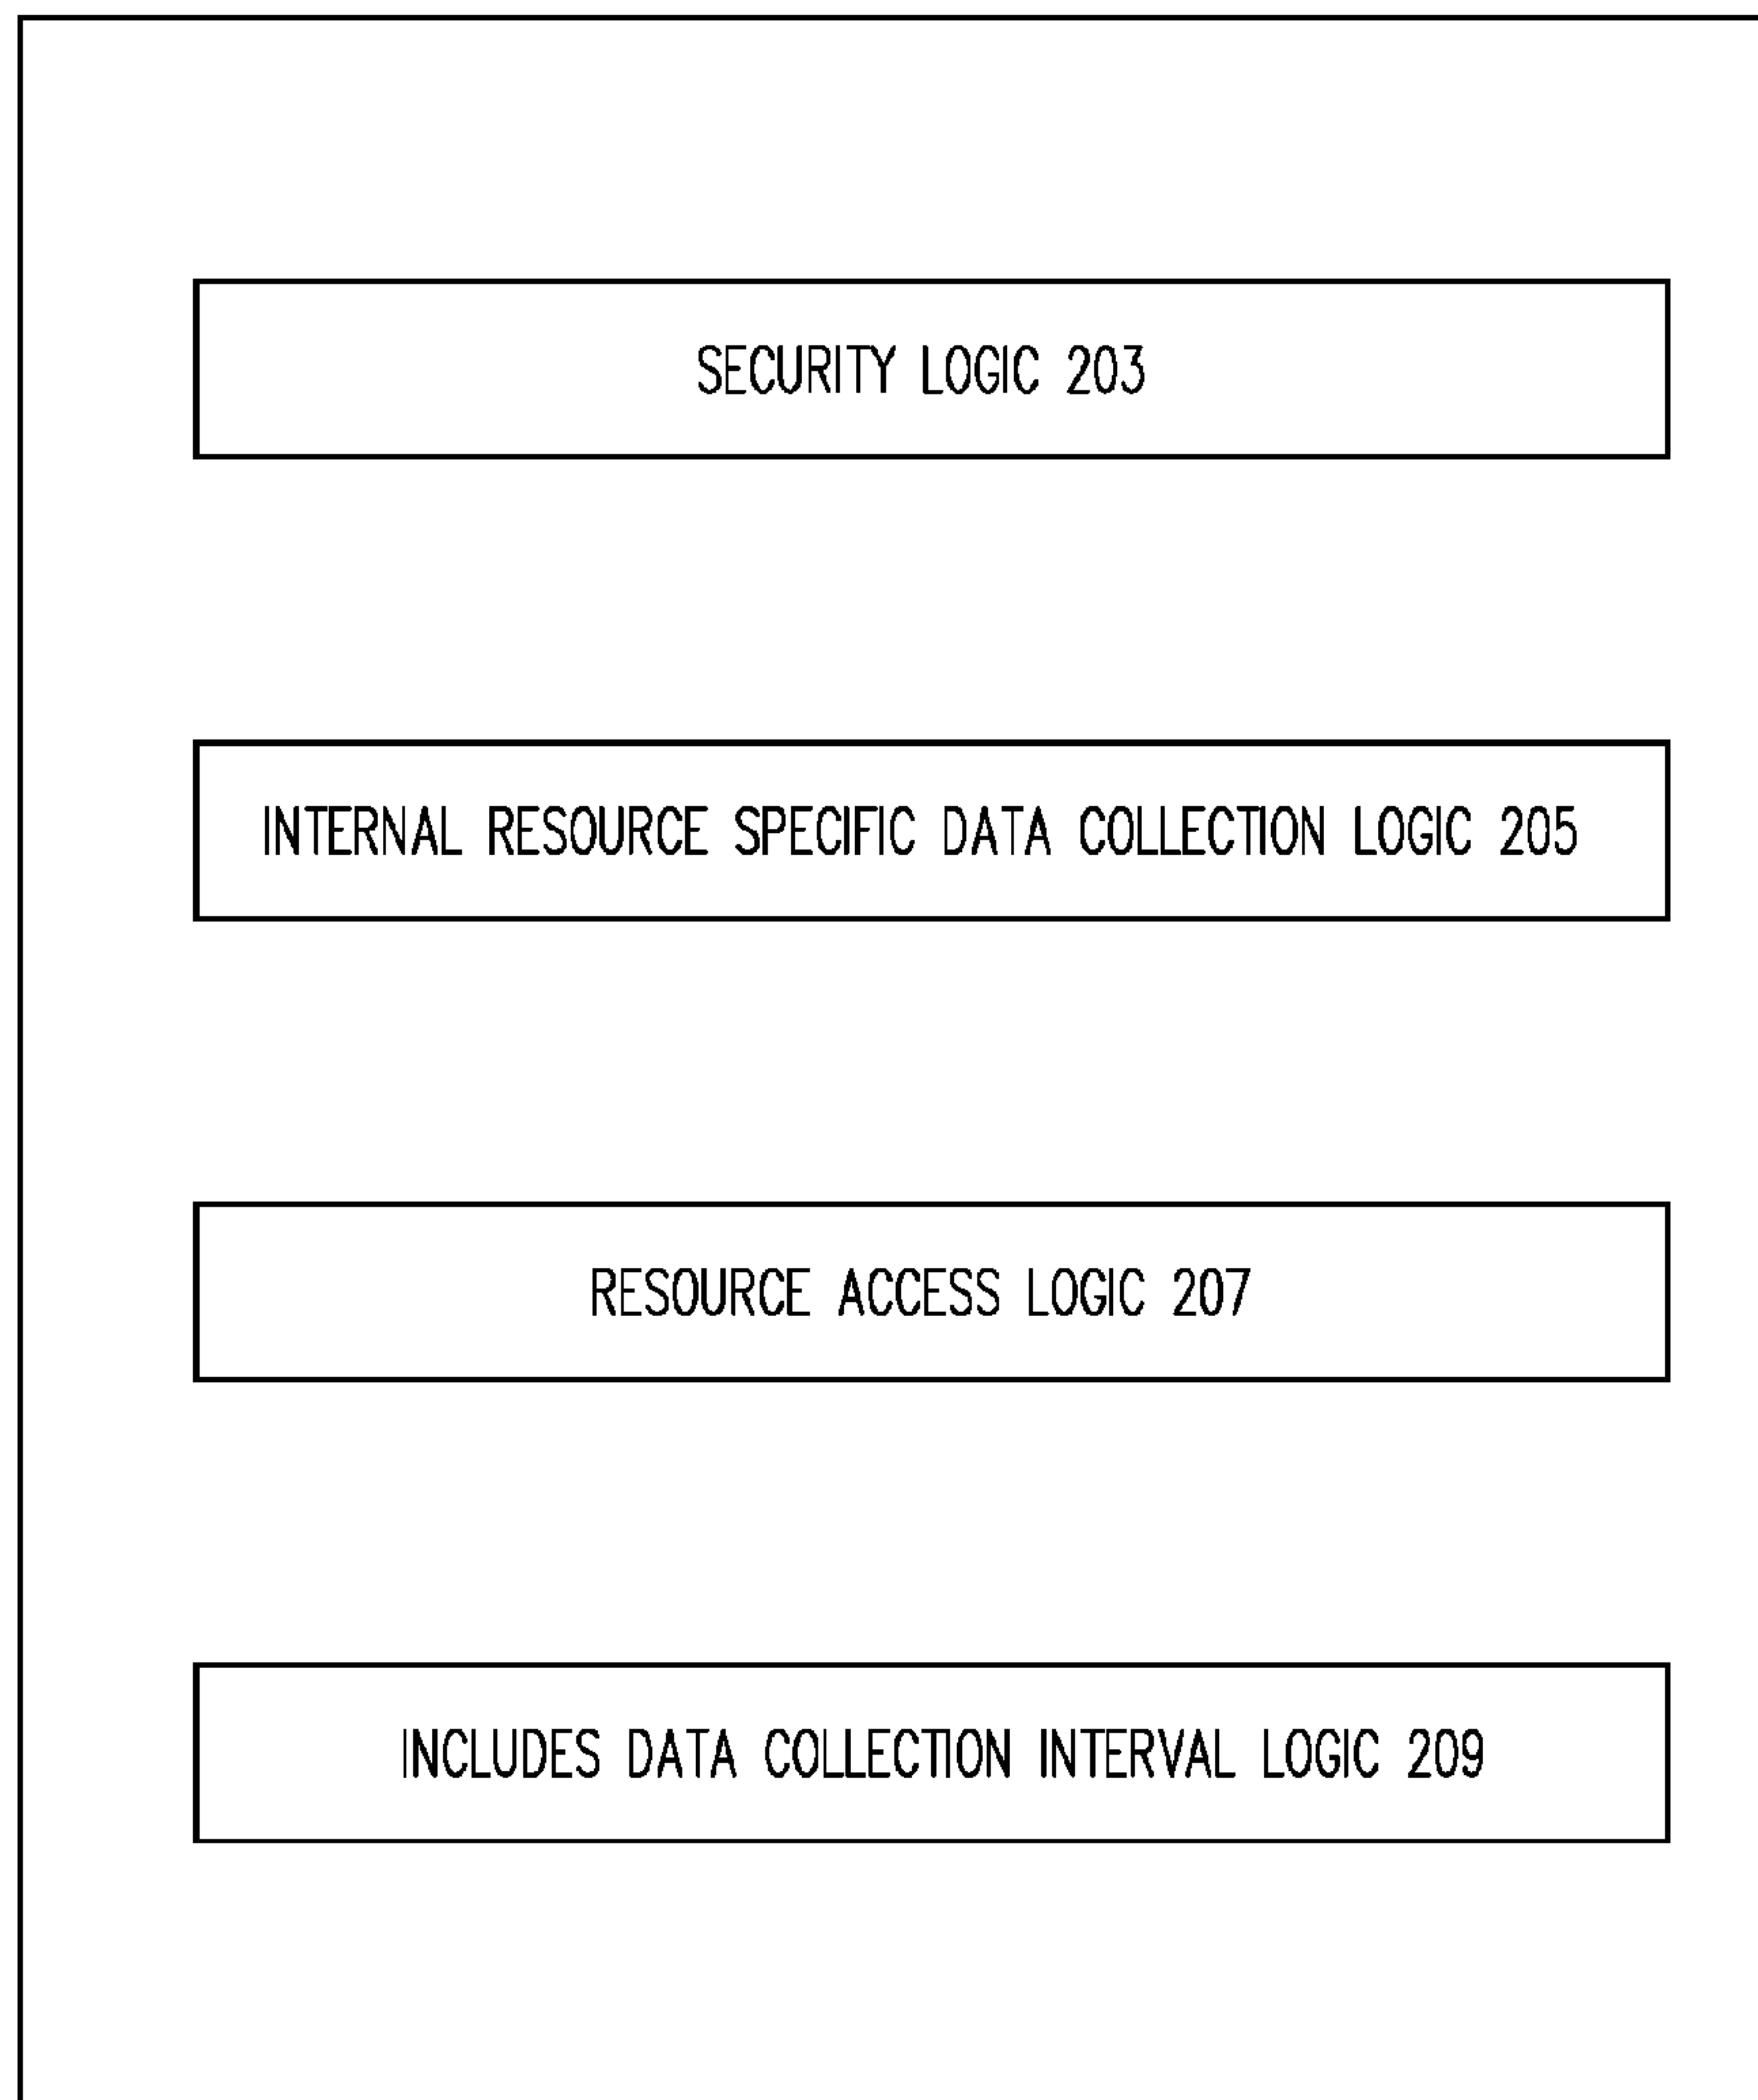 SECURITY LOGIC 203
INTERNAL RESOURCE SPECIFIC DATA COLLECTION LOGIC 205
RESOURCE ACCESS LOGIC 207
INCLUDES DATA COLLECTION INTERVAL LOGIC 209